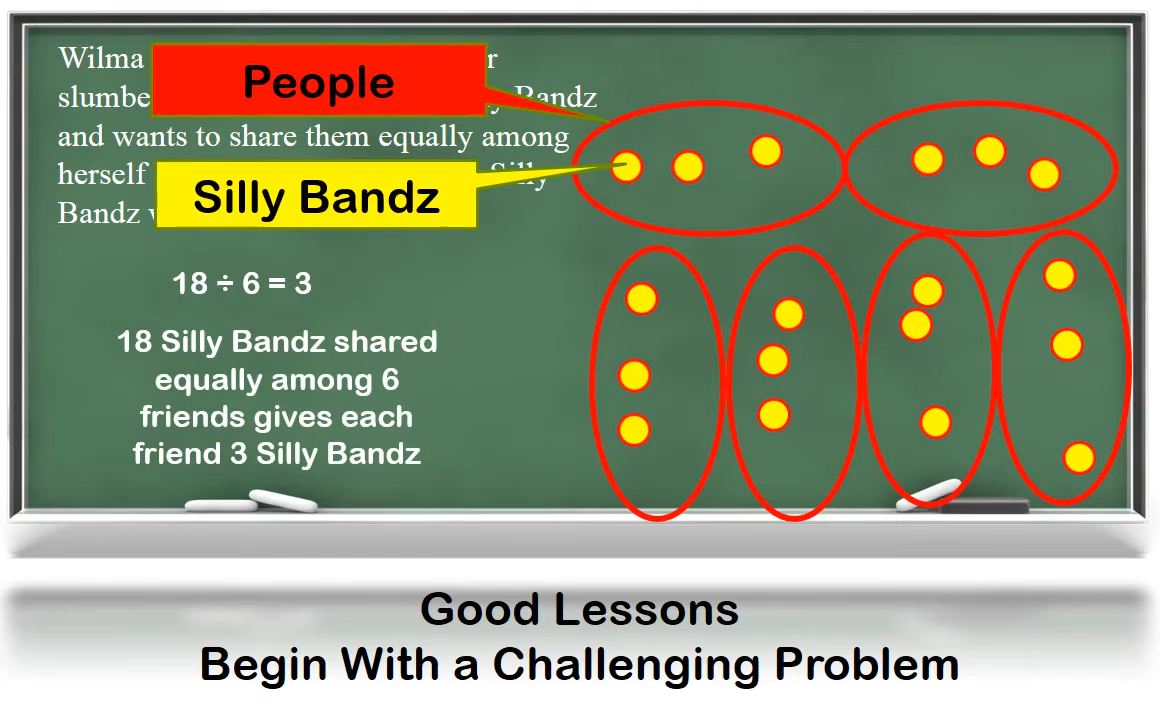 Wilma
slumbe Bandz
and wants to share them equally among
herself Silly
Bandz
People
Silly Bandz
18 ÷ 6 = 3
18 Silly Bandz shared
equally among 6
friends gives each
friend 3 Silly Bandz
Good Lessons
Begin With a Challenging Problem